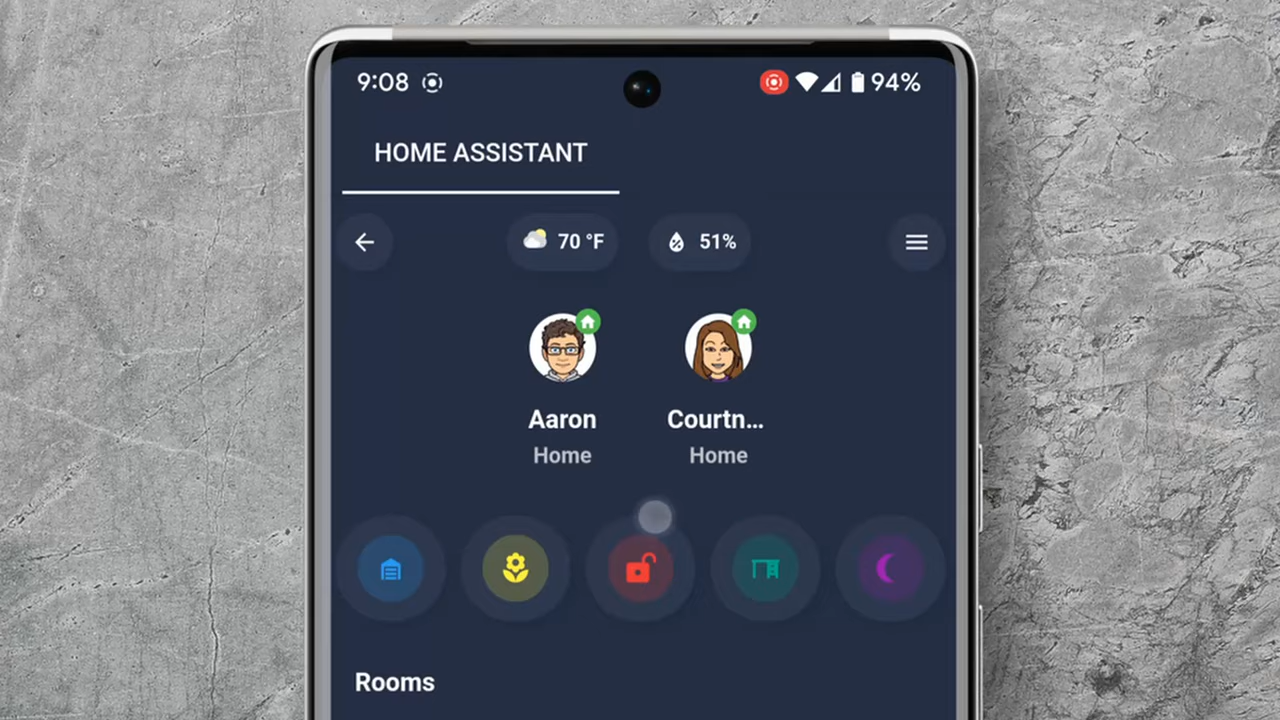 9:08 94%
HOME ASSISTANT
70 °F 51%
Aaron Courtn...
Home Home
Rooms